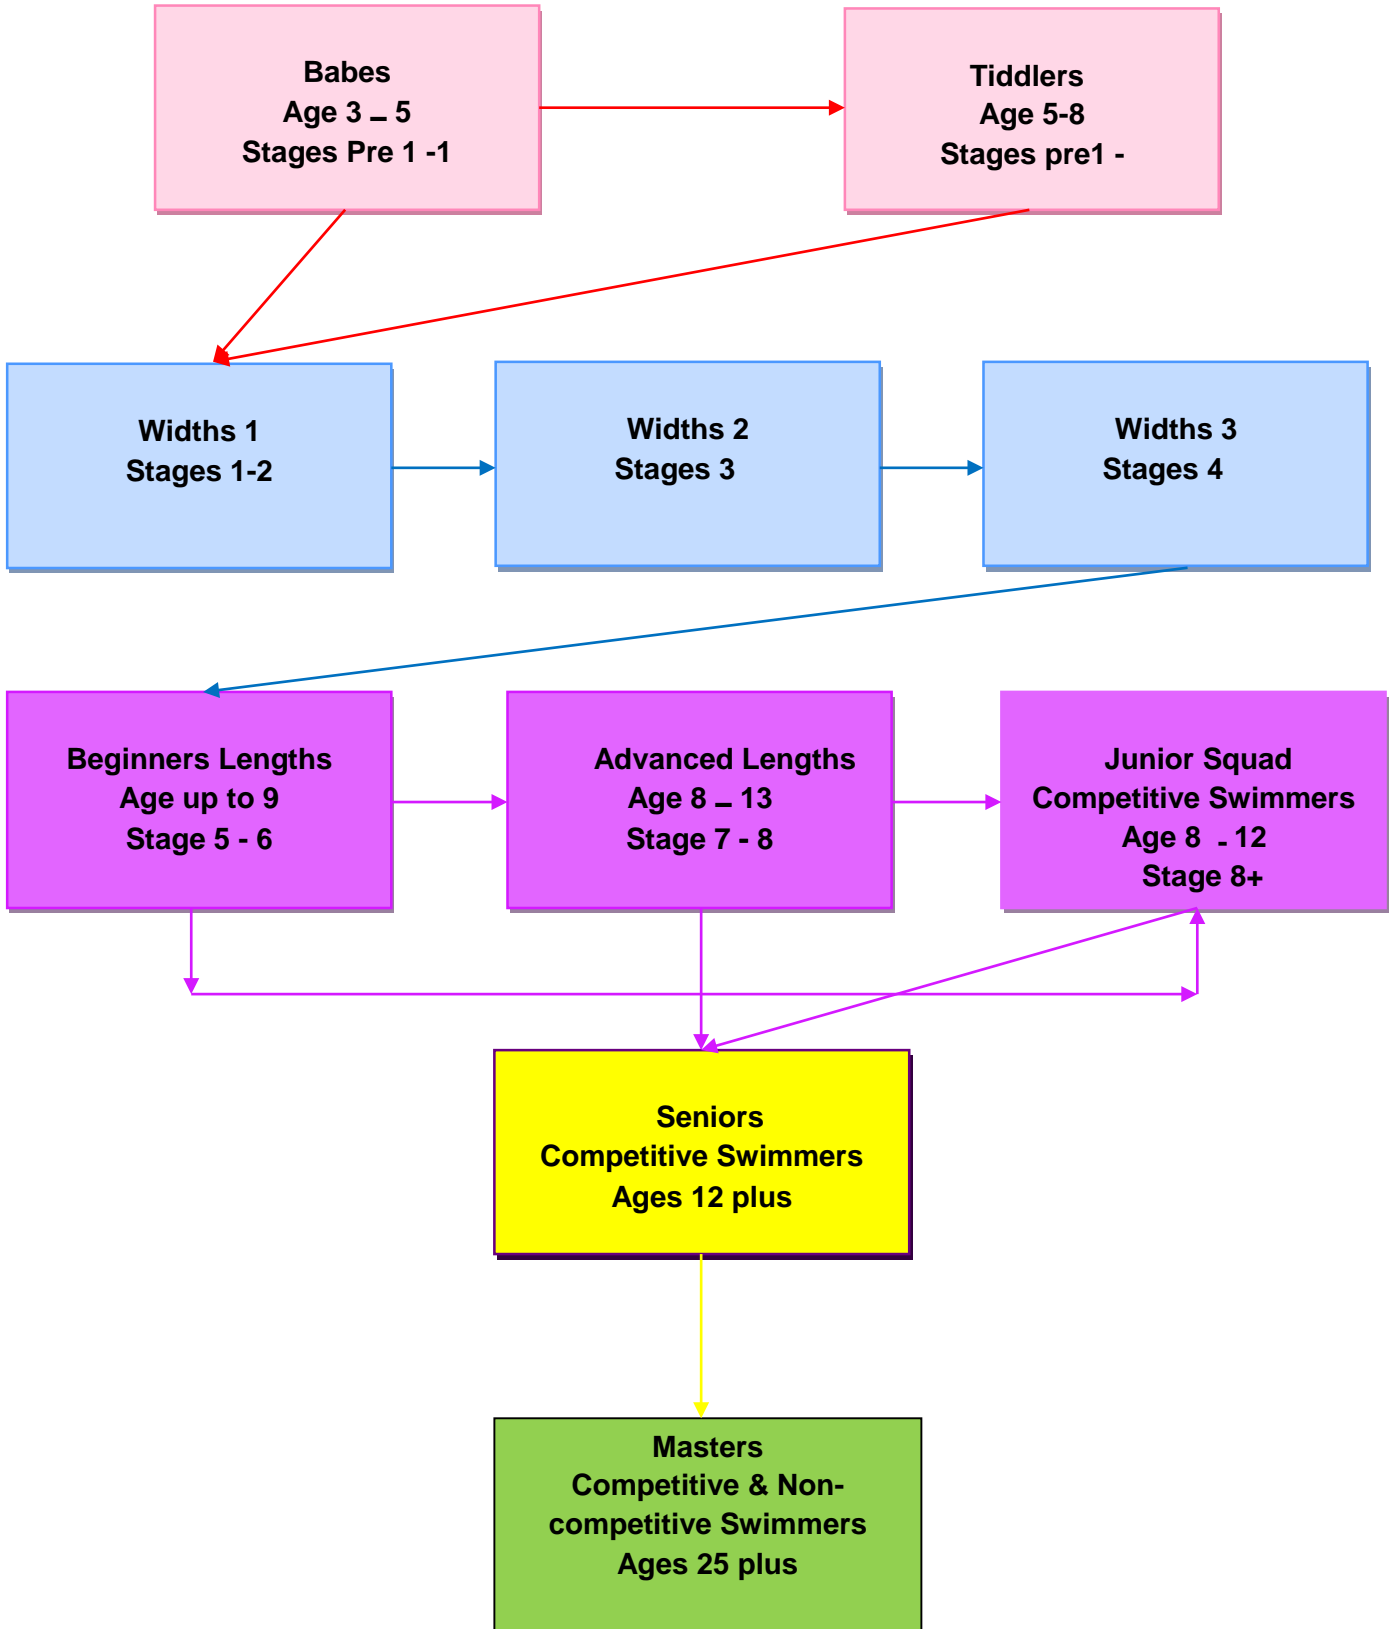 Babes
Age 3 – 5
Stages Pre 1 -1
Tiddlers
Age 5-8
Stages pre1 -
Widths 1
Stages 1-2
Widths 2
Stages 3
Widths 3
Stages 4
Beginners Lengths
Age up to 9
Stage 5 - 6
Advanced Lengths
Age 8 – 13
Stage 7 - 8
Junior Squad
Competitive Swimmers
Age 8 - 12
Stage 8+
Seniors
Competitive Swimmers
Ages 12 plus
Masters
Competitive & Non-
competitive Swimmers
Ages 25 plus